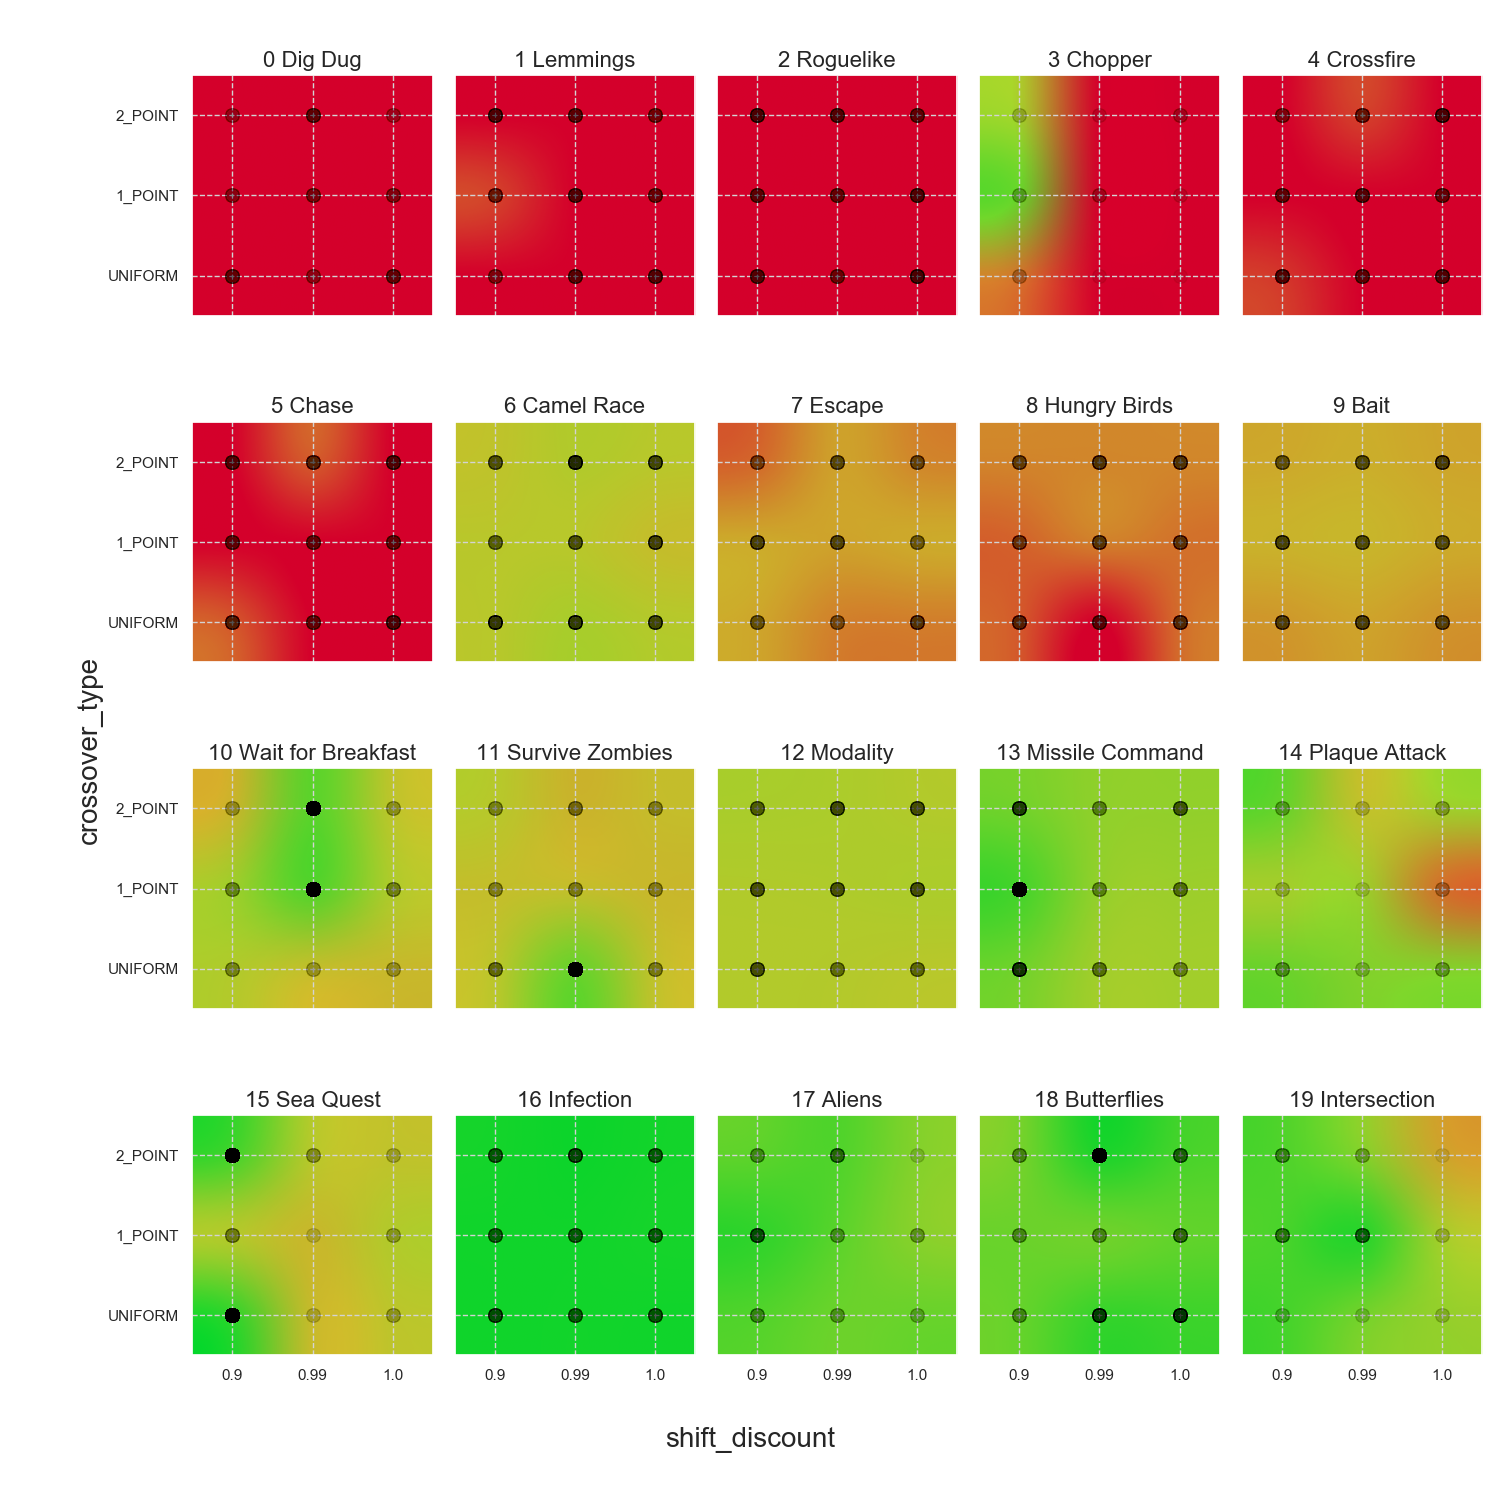 0 Dig Dug
1 Lemmings
2 Roguelike
3 Chopper
4 Crossfire
2_POINT
1_POINT
UNIFORM
5 Chase
6 Camel Race
7 Escape
8 Hungry Birds
9 Bait
2_POINT
1_POINT
UNIFORM
crossover_type
10 Wait for Breakfast
11 Survive Zombies
12 Modality
13 Missile Command
14 Plaque Attack
2_POINT
1_POINT
UNIFORM
15 Sea Quest
16 Infection
17 Aliens
18 Butterflies
19 Intersection
2_POINT
1_POINT
UNIFORM
0.9 0.99 1.0
0.9 0.99 1.0
0.9 0.99 1.0
0.9 0.99 1.0
0.9 0.99 1.0
shift_discount